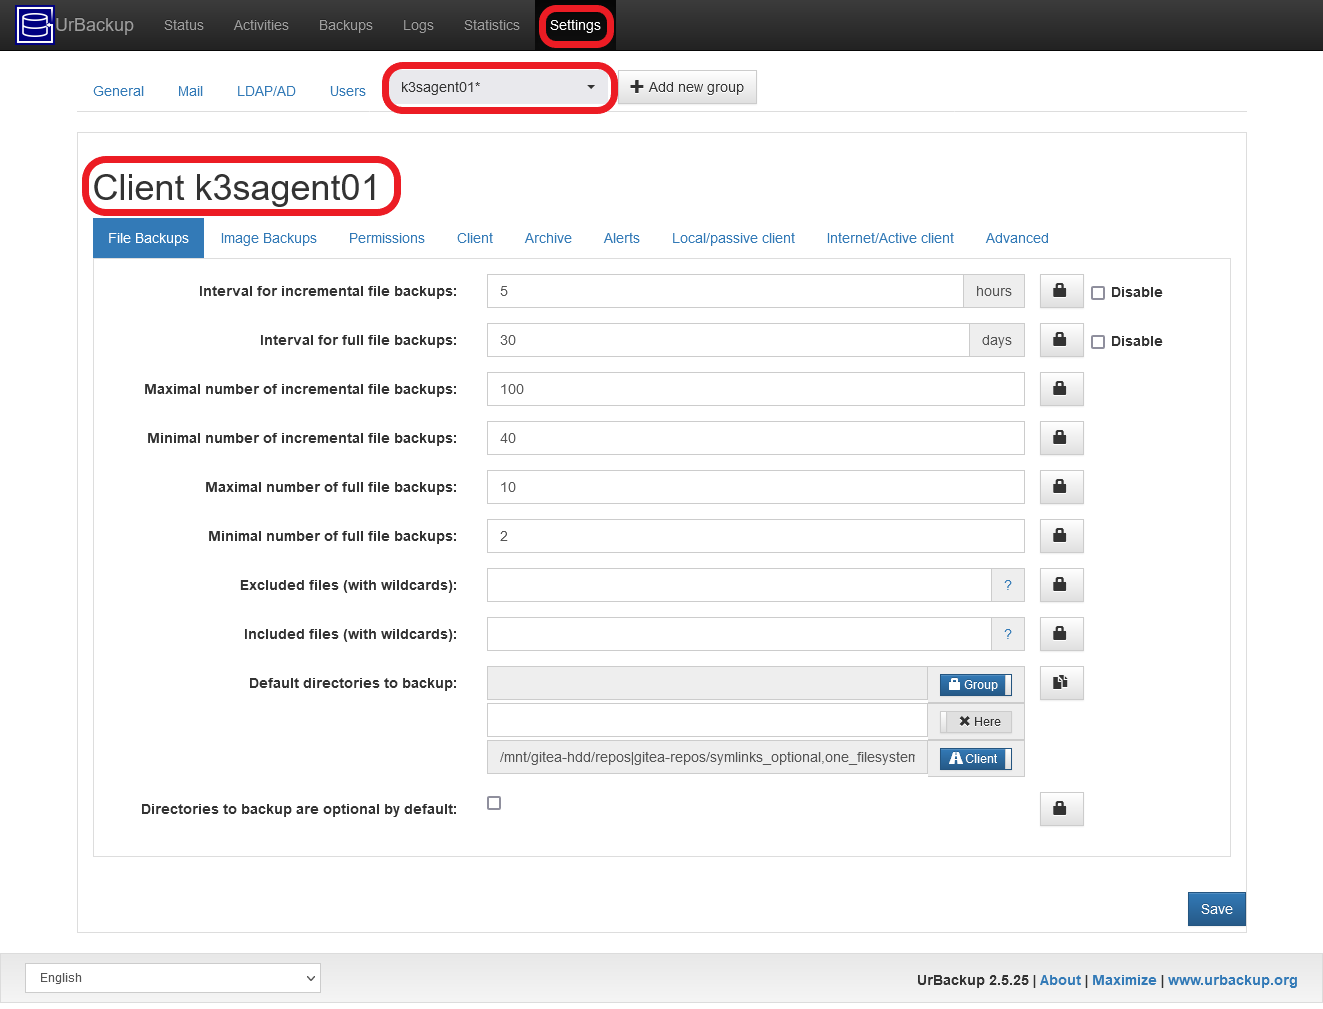 UrBackup Status Activities Backups Logs Statistics Settings
General Mail LDAP/AD Users k3sagent01* Add new group
Client k3sagent01
File Backups Image Backups Permissions Client Archive Alerts Local/passive client Internet/Active client Advanced
Interval for incremental file backups: 5 hours Disable
Interval for full file backups: 30 days Disable
Maximal number of incremental file backups: 100
Minimal number of incremental file backups: 40
Maximal number of full file backups: 10
Minimal number of full file backups: 2
Excluded files (with wildcards): ?
Included files (with wildcards): ?
Default directories to backup: Group
Here
/mnt/gitea-hdd/repos|gitea-repos/symlinks_optional,one_filesystem Client
Directories to backup are optional by default:
Save
English UrBackup 2.5.25 | About | Maximize | www.urbackup.org